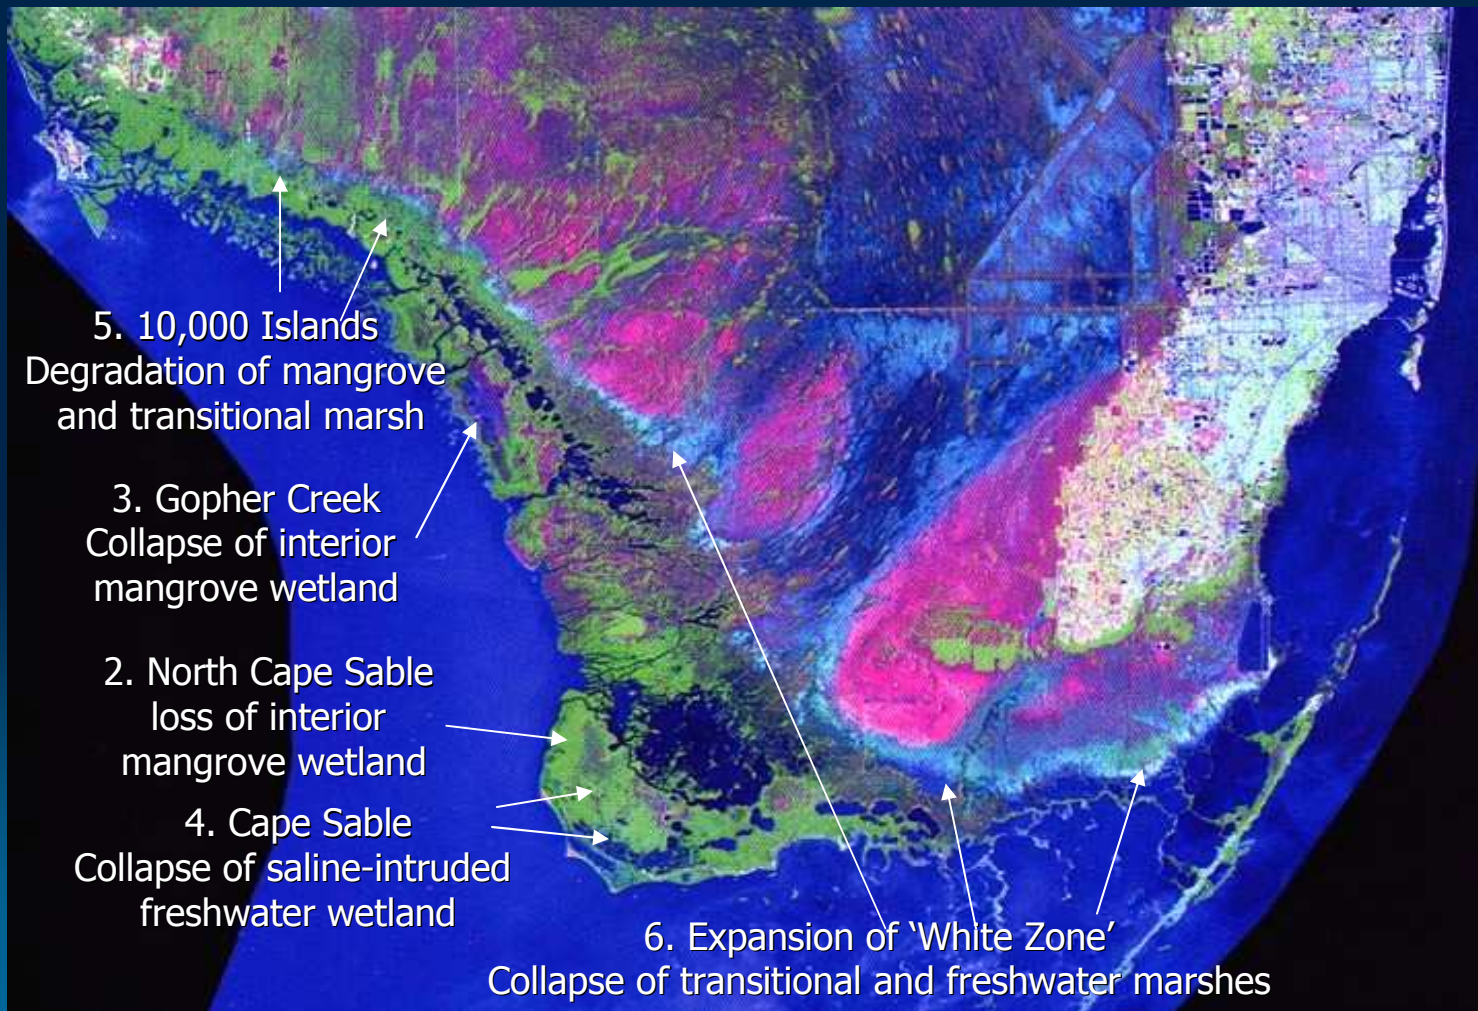 5. 10,000 Islands
Degradation of mangrove
and transitional marsh
3. Gopher Creek
Collapse of interior
mangrove wetland
2. North Cape Sable
loss of interior
mangrove wetland
4. Cape Sable
Collapse of saline-intruded
freshwater wetland
6. Expansion of ‘White Zone’
Collapse of transitional and freshwater marshes